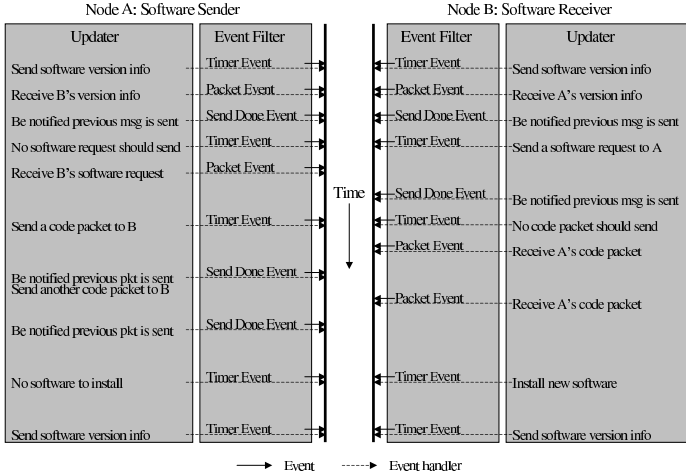 Node A: Software Sender
Node B: Software Receiver
Updater
Event Filter
Event Filter
Updater
Send software version info
Timer Event
Timer Event
Send software version info
Receive B's version info
Packet Event
Packet Event
Receive A's version info
Be notified previous msg is sent
Send Done Event
Send Done Event
Be notified previous msg is sent
No software request should send
Timer Event
Timer Event
Send a software request to A
Receive B's software request
Packet Event
Time
Send Done Event
Be notified previous msg is sent
Send a code packet to B
Timer Event
Timer Event
No code packet should send
Packet Event
Receive A's code packet
Be notified previous pkt is sent
Send Done Event
Send another code packet to B
Packet Event
Receive A's code packet
Be notified previous pkt is sent
Send Done Event
No software to install
Timer Event
Timer Event
Install new software
Send software version info
Timer Event
Timer Event
Send software version info
Event
Event handler